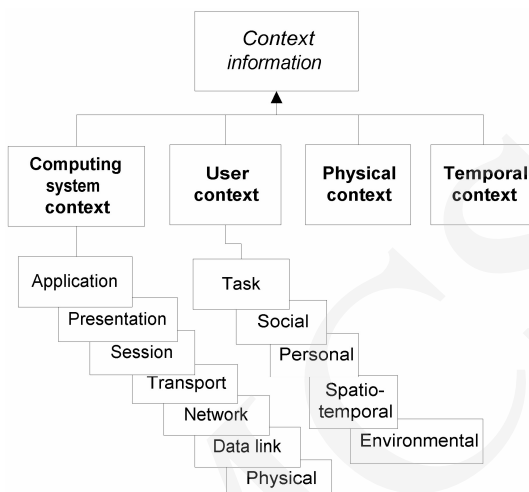 Context
information
Computing
system
context
User
context
Physical
context
Temporal
context
Application
Presentation
Session
Transport
Network
Data link
Physical
Task
Social
Personal
Spatio-
temporal
Environmental